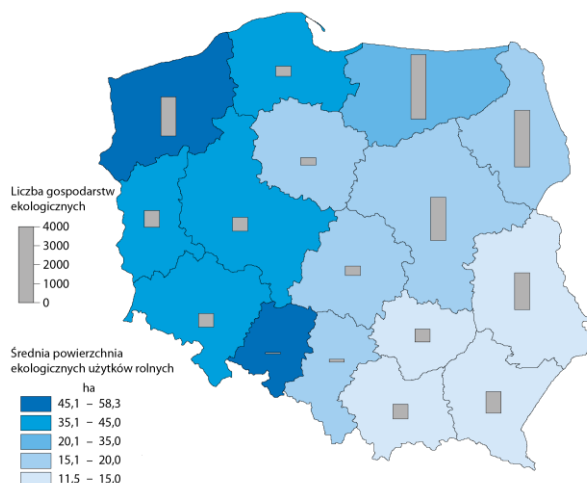 Liczba gospodarstw
ekologicznych
4000
3000
2000
1000
0
Średnia powierzchnia
ekologicznych użytków rolnych
ha
45,1 – 58,3
35,1 – 45,0
20,1 – 35,0
15,1 – 20,0
11,5 – 15,0